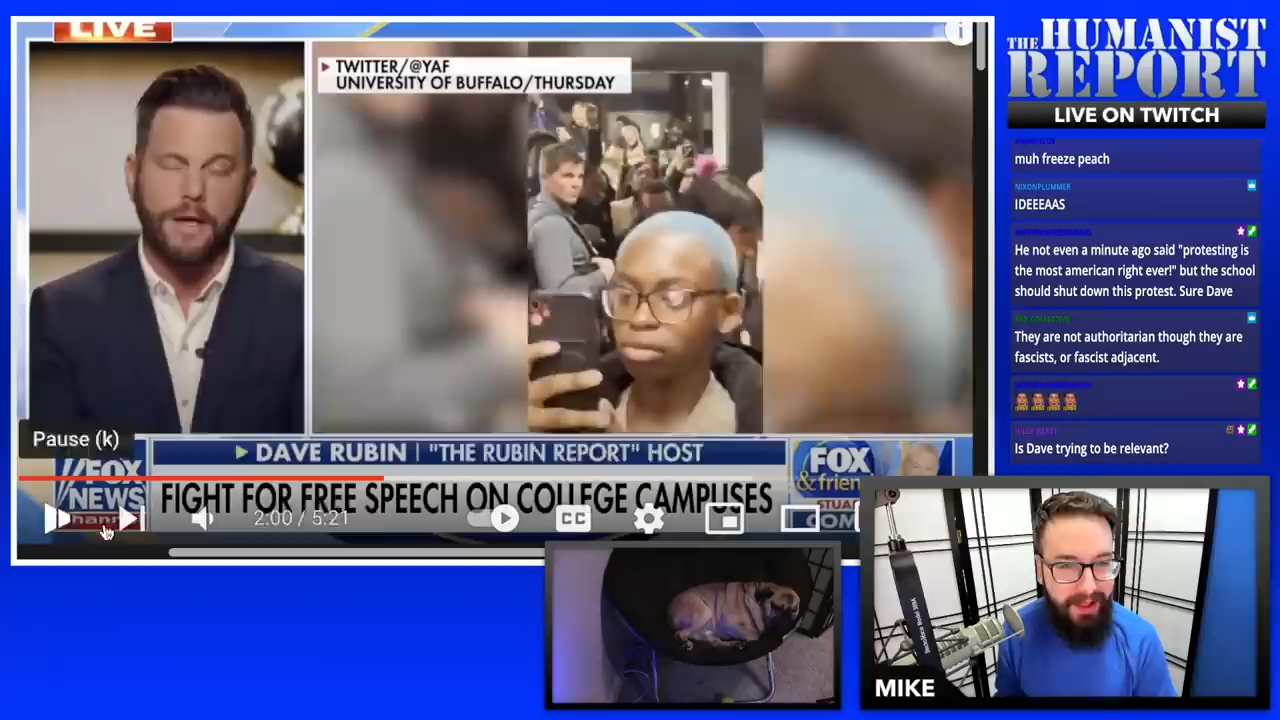 LIVE
TWITTER/@YAF
UNIVERSITY OF BUFFALO/THURSDAY
i
Pause (k)
DAVE RUBIN | "THE RUBIN REPORT" HOST
FOX
NEWS
FIGHT FOR FREE SPEECH ON COLLEGE CAMPUSES
FOX
2:00 / 5:21
CC
THE HUMANIST
REPORT
LIVE ON TWITCH
muh freeze peach
NIXONPLUMMER
IDEEEAAS
He not even a minute ago said "protesting is
the most american right ever!" but the school
should shut down this protest. Sure Dave
They are not authoritarian though they are
fascists, or fascist adjacent.
Is Dave trying to be relevant?
MIKE